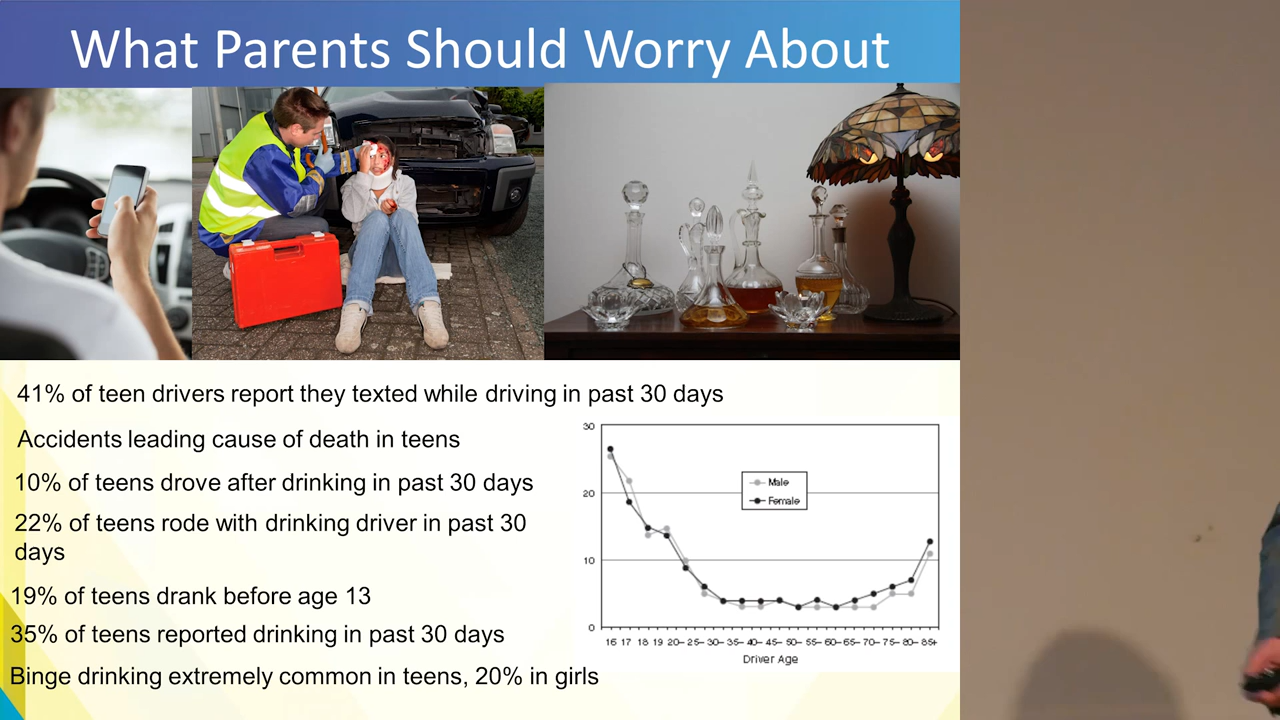 What Parents Should Worry About
41% of teen drivers report they texted while driving in past 30 days
Accidents leading cause of death in teens
10% of teens drove after drinking in past 30 days
22% of teens rode with drinking driver in past 30
days
19% of teens drank before age 13
35% of teens reported drinking in past 30 days
Binge drinking extremely common in teens, 20% in girls
30
20
10
0
Male
Female
16 17 18 19 20– 25– 30– 35– 40– 45– 50– 55– 60– 65– 70– 75– 80– 85+
Driver Age